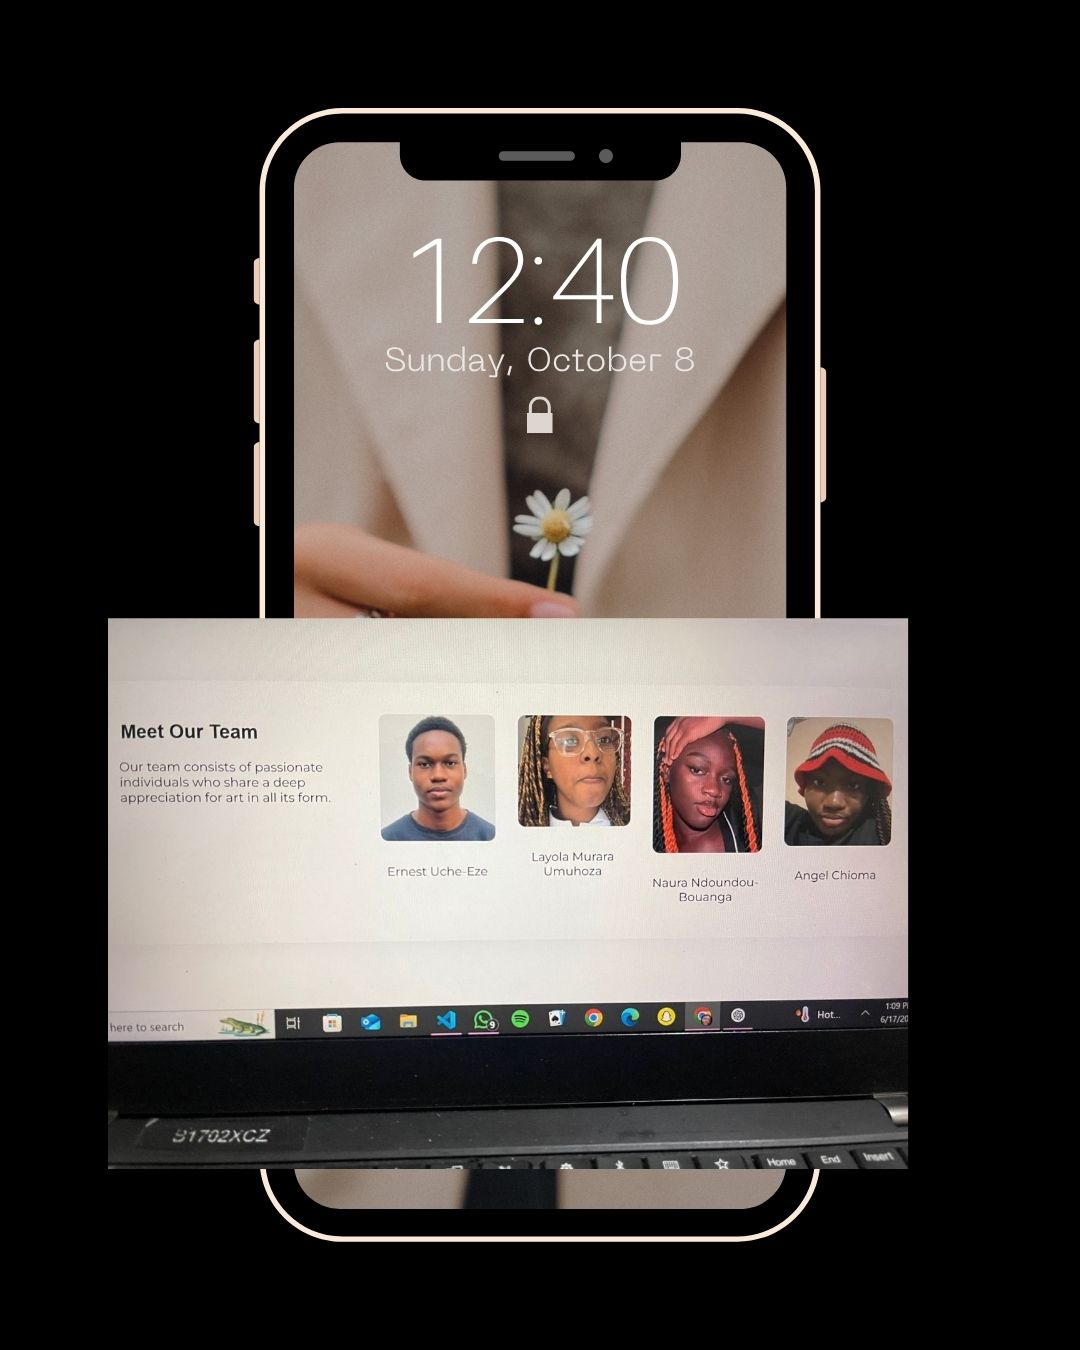 12:40
Sunday, October 8
Meet Our Team
Our team consists of passionate
individuals who share a deep
appreciation for art in all its form.
Ernest Uche-Eze
Layola Murara
Umuhoza
Naura Ndoundou-
Bouanga
Angel Chioma
here to search
9
Hot...
1:09 P
6/17/20
S1702XCZ
Home
End
Insert